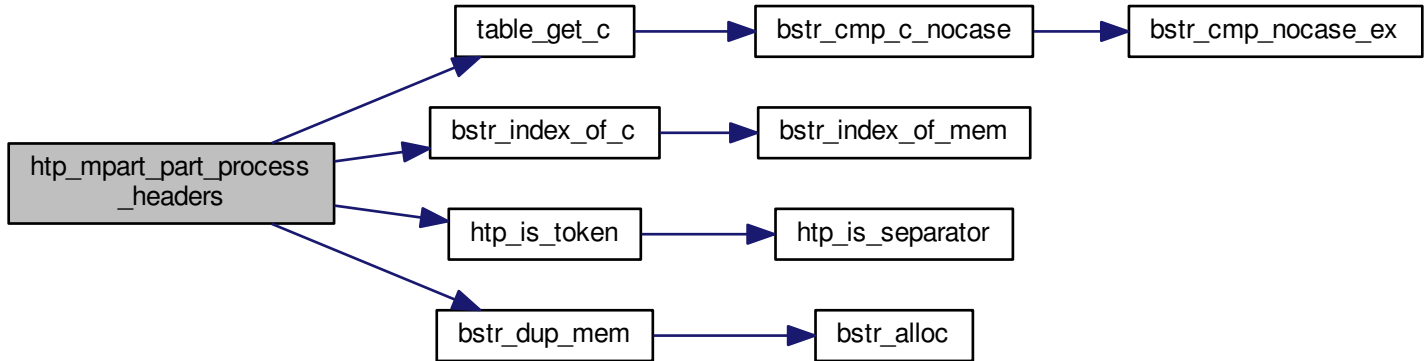 table_get_c
bstr_cmp_c_nocase
bstr_cmp_nocase_ex
bstr_index_of_c
bstr_index_of_mem
htp_mpart_part_process
_headers
htp_is_token
htp_is_separator
bstr_dup_mem
bstr_alloc